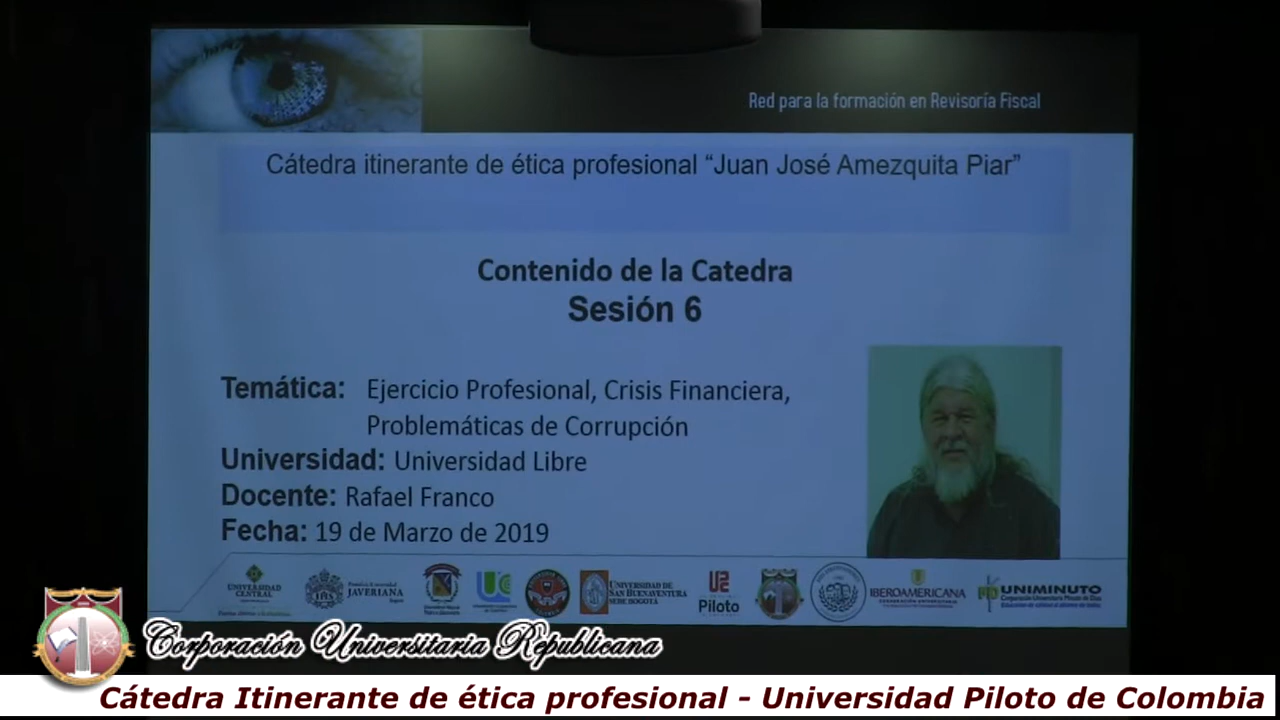 Red para la formación en Revisoría Fiscal
Cátedra itinerante de ética profesional “Juan José Amezquita Piar”
Contenido de la Catedra
Sesión 6
Temática: Ejercicio Profesional, Crisis Financiera,
Problemáticas de Corrupción
Universidad: Universidad Libre
Docente: Rafael Franco
Fecha: 19 de Marzo de 2019
UNIVERSIDAD CENTRAL
JAVERIANA
UNIVERSIDAD DE SAN BUENAVENTURA SEDE BOGOTÁ
Piloto
IBEROAMERICANA
UNIMINUTO
Corporación Universitaria Republicana
Cátedra Itinerante de ética profesional - Universidad Piloto de Colombia